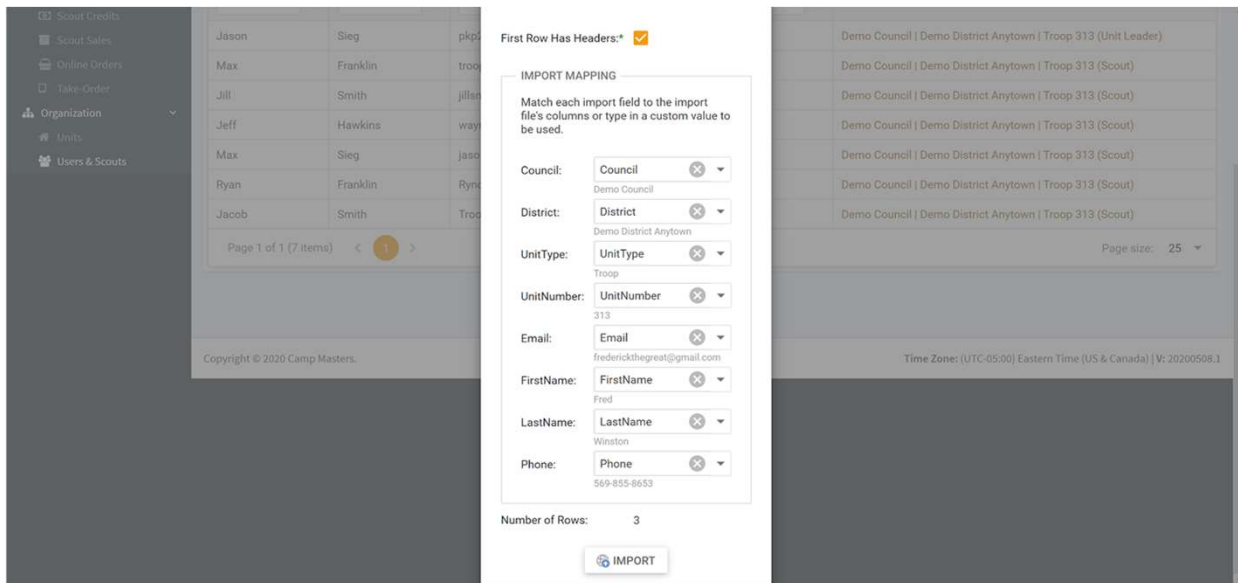 Scout Credits
Scout Sales
Online Orders
Take-Order
Organization
Units
Users & Scouts
Jason Sieg pkp2 Demo Council | Demo District Anytown | Troop 313 (Unit Leader)
Max Franklin troo Demo Council | Demo District Anytown | Troop 313 (Scout)
Jill Smith jillsn Demo Council | Demo District Anytown | Troop 313 (Scout)
Jeff Hawkins way Demo Council | Demo District Anytown | Troop 313 (Scout)
Max Sieg jaso Demo Council | Demo District Anytown | Troop 313 (Scout)
Ryan Franklin Ryn Demo Council | Demo District Anytown | Troop 313 (Scout)
Jacob Smith Troo Demo Council | Demo District Anytown | Troop 313 (Scout)
Page 1 of 1 (7 items) < 1 > Page size: 25
Copyright © 2020 Camp Masters. Time Zone: (UTC-05:00) Eastern Time (US & Canada) | V: 20200508.1
First Row Has Headers:*
IMPORT MAPPING
Match each import field to the import
file's columns or type in a custom value to
be used.
Council: Council
Demo Council
District: District
Demo District Anytown
UnitType: UnitType
Troop
UnitNumber: UnitNumber
313
Email: Email
frederickthegreat@gmail.com
FirstName: FirstName
Fred
LastName: LastName
Winston
Phone: Phone
569-855-8653
Number of Rows: 3
IMPORT